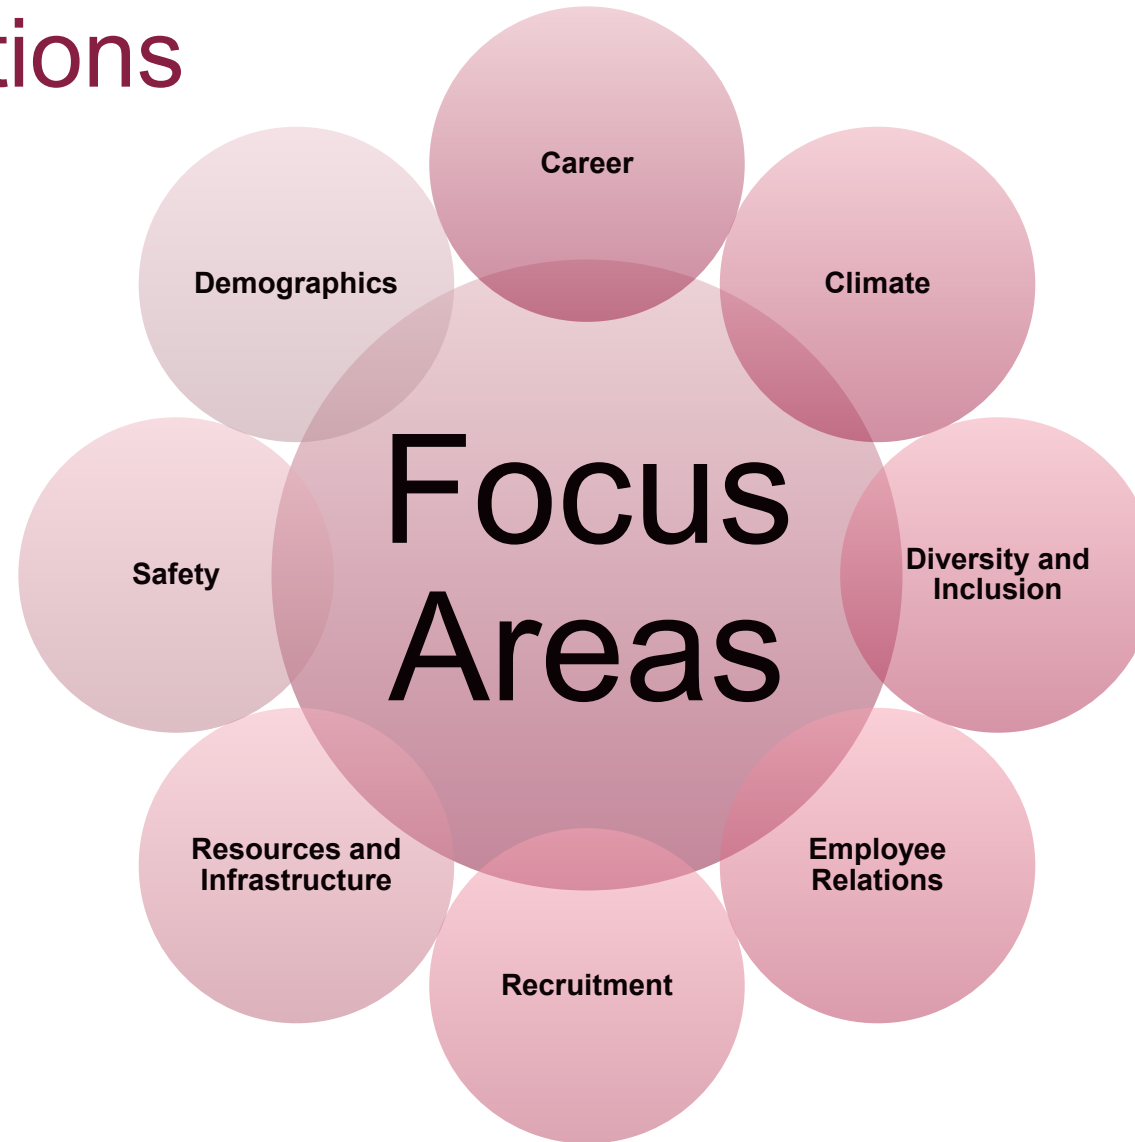 tions
Career
Demographics
Climate
Focus
Areas
Safety
Diversity and
Inclusion
Resources and
Infrastructure
Employee
Relations
Recruitment